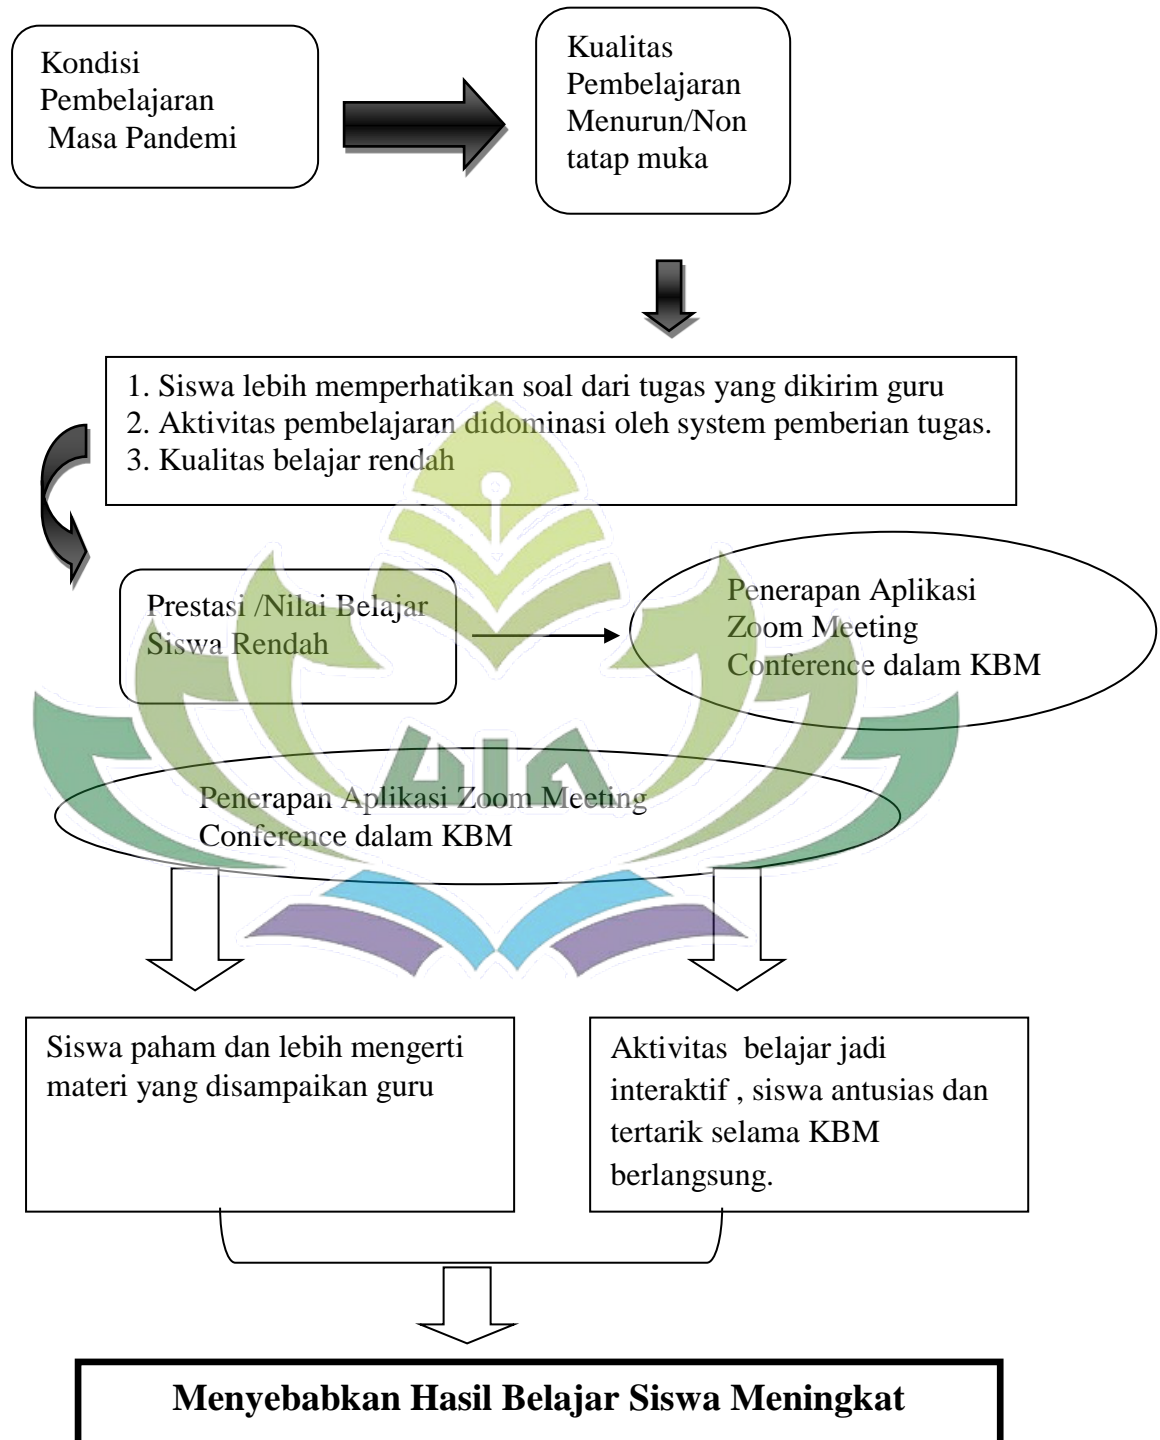 Kondisi
Pembelajaran
Masa Pandemi
Kualitas
Pembelajaran
Menurun/Non
tatap muka
1. Siswa lebih memperhatikan soal dari tugas yang dikirim guru
2. Aktivitas pembelajaran didominasi oleh system pemberian tugas.
3. Kualitas belajar rendah
Prestasi /Nilai Belajar
Siswa Rendah
Penerapan Aplikasi
Zoom Meeting
Conference dalam KBM
Penerapan Aplikasi Zoom Meeting
Conference dalam KBM
Siswa paham dan lebih mengerti
materi yang disampaikan guru
Aktivitas  belajar jadi
interaktif , siswa antusias dan
tertarik selama KBM
berlangsung.
Menyebabkan Hasil Belajar Siswa Meningkat